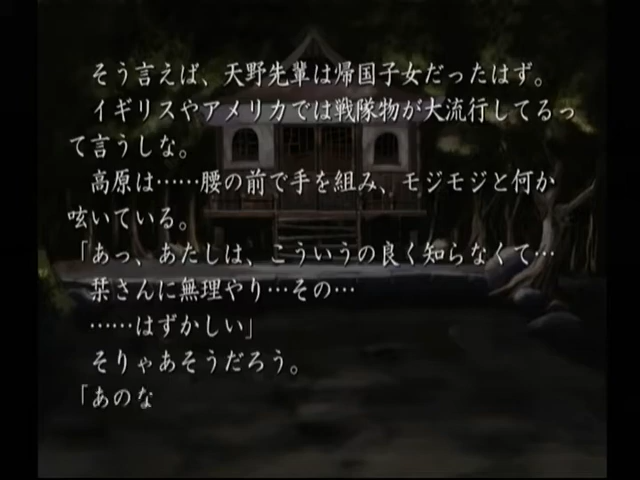 そう言えば、天野先輩は帰国子女だったはず。
イギリスやアメリカでは戦隊物が大流行してるっ
て言うしな。
高原は……腰の前で手を組み、モジモジと何か
呟いている。
「あっ、あたしは、こういうの良く知らなくて…
栞さんに無理やり…その…
……はずかしい」
そりゃあそうだろう。
「あのな